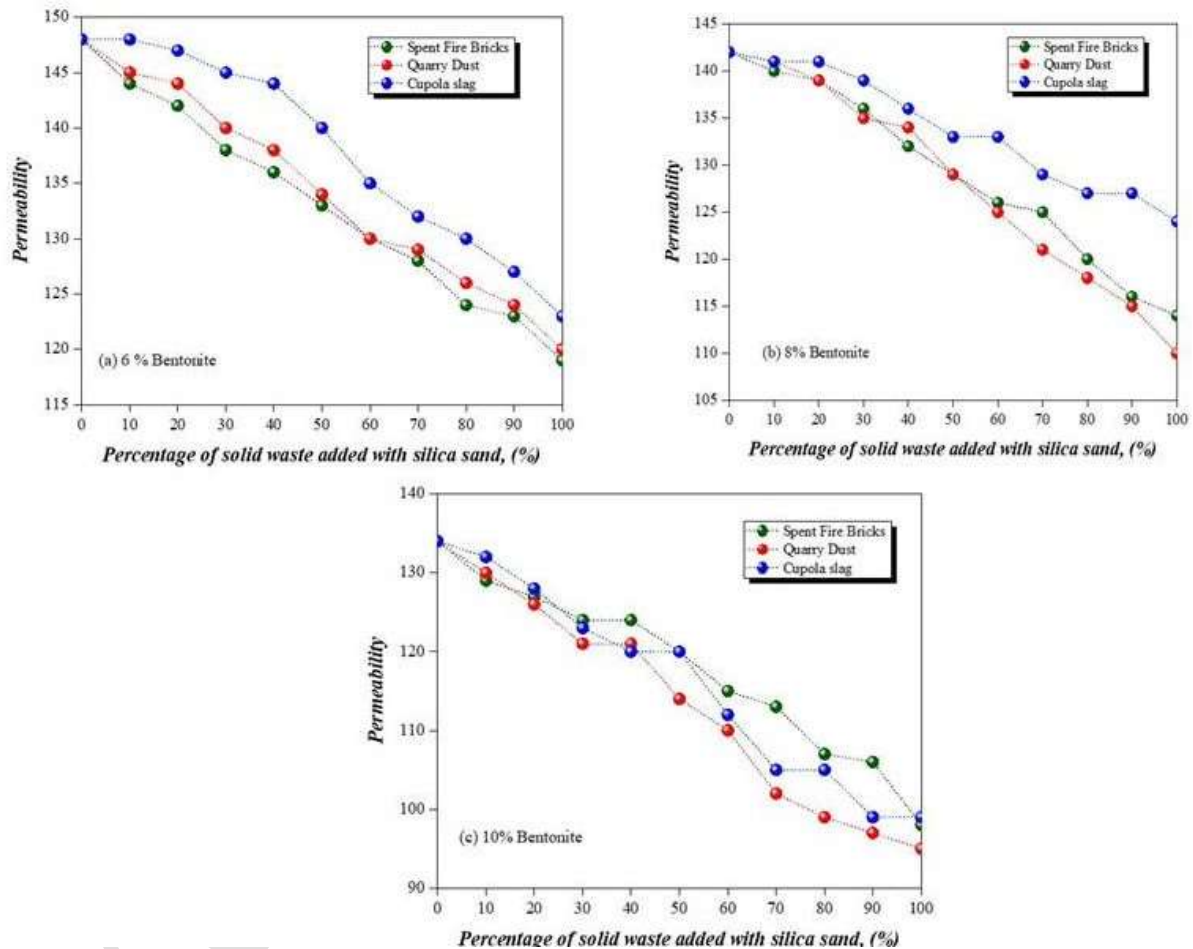 150
145
140
135
130
125
120
115
Permeability
Spent Fire Bricks
Quarry Dust
Cupola slag
(a) 6 % Bentonite
0 10 20 30 40 50 60 70 80 90 100
Percentage of solid waste added with silica sand, (%)
145
140
135
130
125
120
115
110
105
Permeability
Spent Fire Bricks
Quarry Dust
Cupola slag
(b) 8% Bentonite
0 10 20 30 40 50 60 70 80 90 100
Percentage of solid waste added with silica sand, (%)
140
130
120
110
100
90
Permeability
Spent Fire Bricks
Quarry Dust
Cupola slag
(c) 10% Bentonite
0 10 20 30 40 50 60 70 80 90 100
Percentage of solid waste added with silica sand, (%)